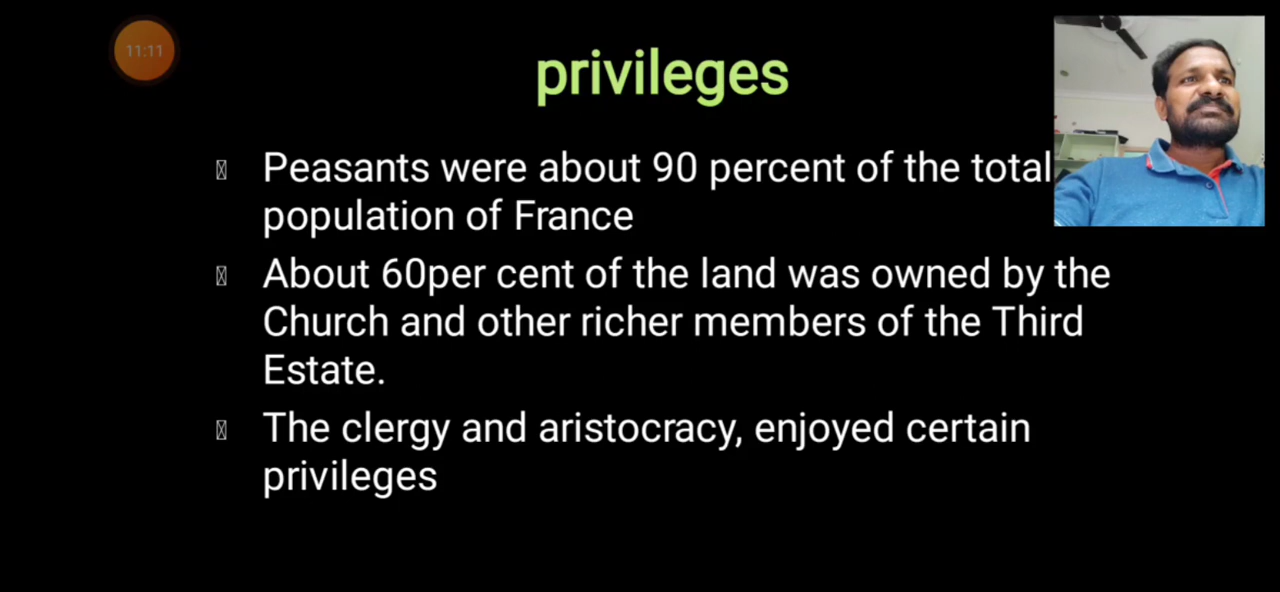 11:11
privileges
Peasants were about 90 percent of the total
population of France
About 60per cent of the land was owned by the
Church and other richer members of the Third
Estate.
The clergy and aristocracy, enjoyed certain
privileges